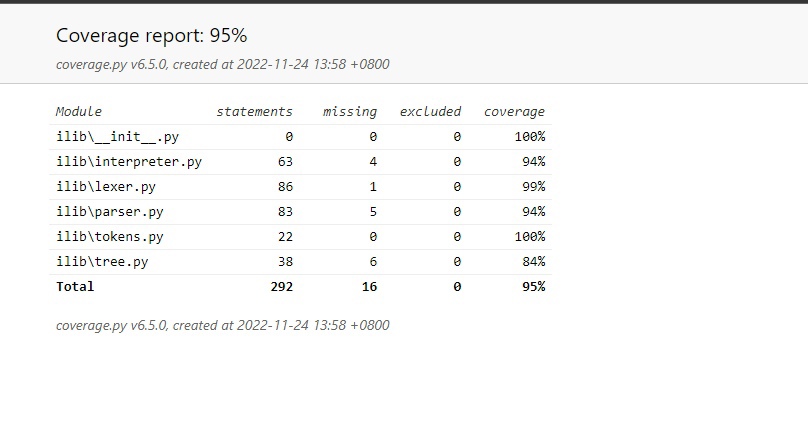 Coverage report: 95%
coverage.py v6.5.0, created at 2022-11-24 13:58 +0800
Module statements missing excluded coverage
ilib\__init__.py 0 0 0 100%
ilib\interpreter.py 63 4 0 94%
ilib\lexer.py 86 1 0 99%
ilib\parser.py 83 5 0 94%
ilib\tokens.py 22 0 0 100%
ilib\tree.py 38 6 0 84%
Total 292 16 0 95%
coverage.py v6.5.0, created at 2022-11-24 13:58 +0800